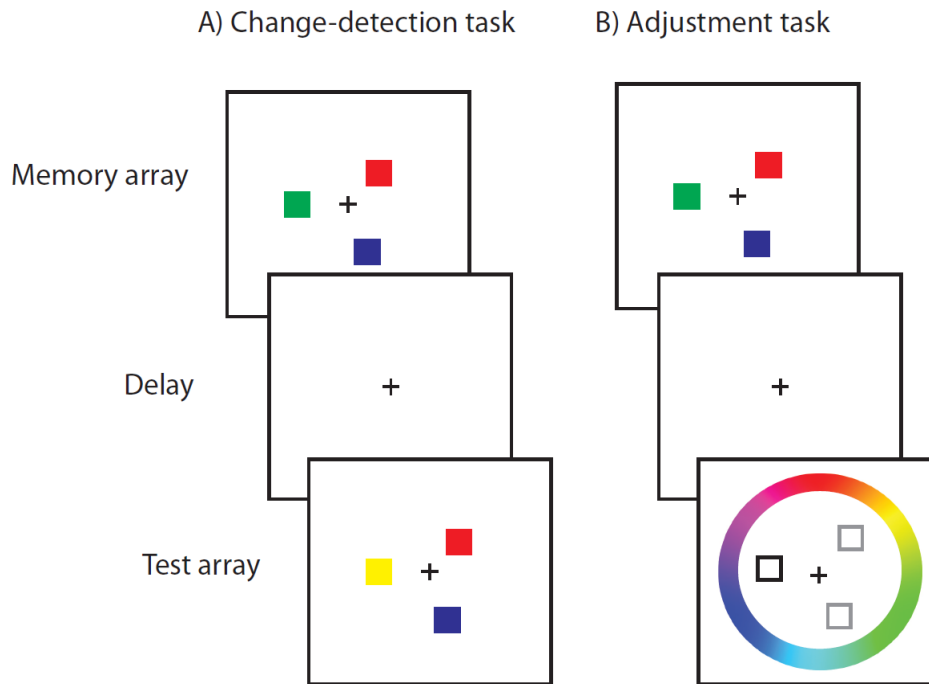 A) Change-detection task
B) Adjustment task
Memory array
Delay
Test array